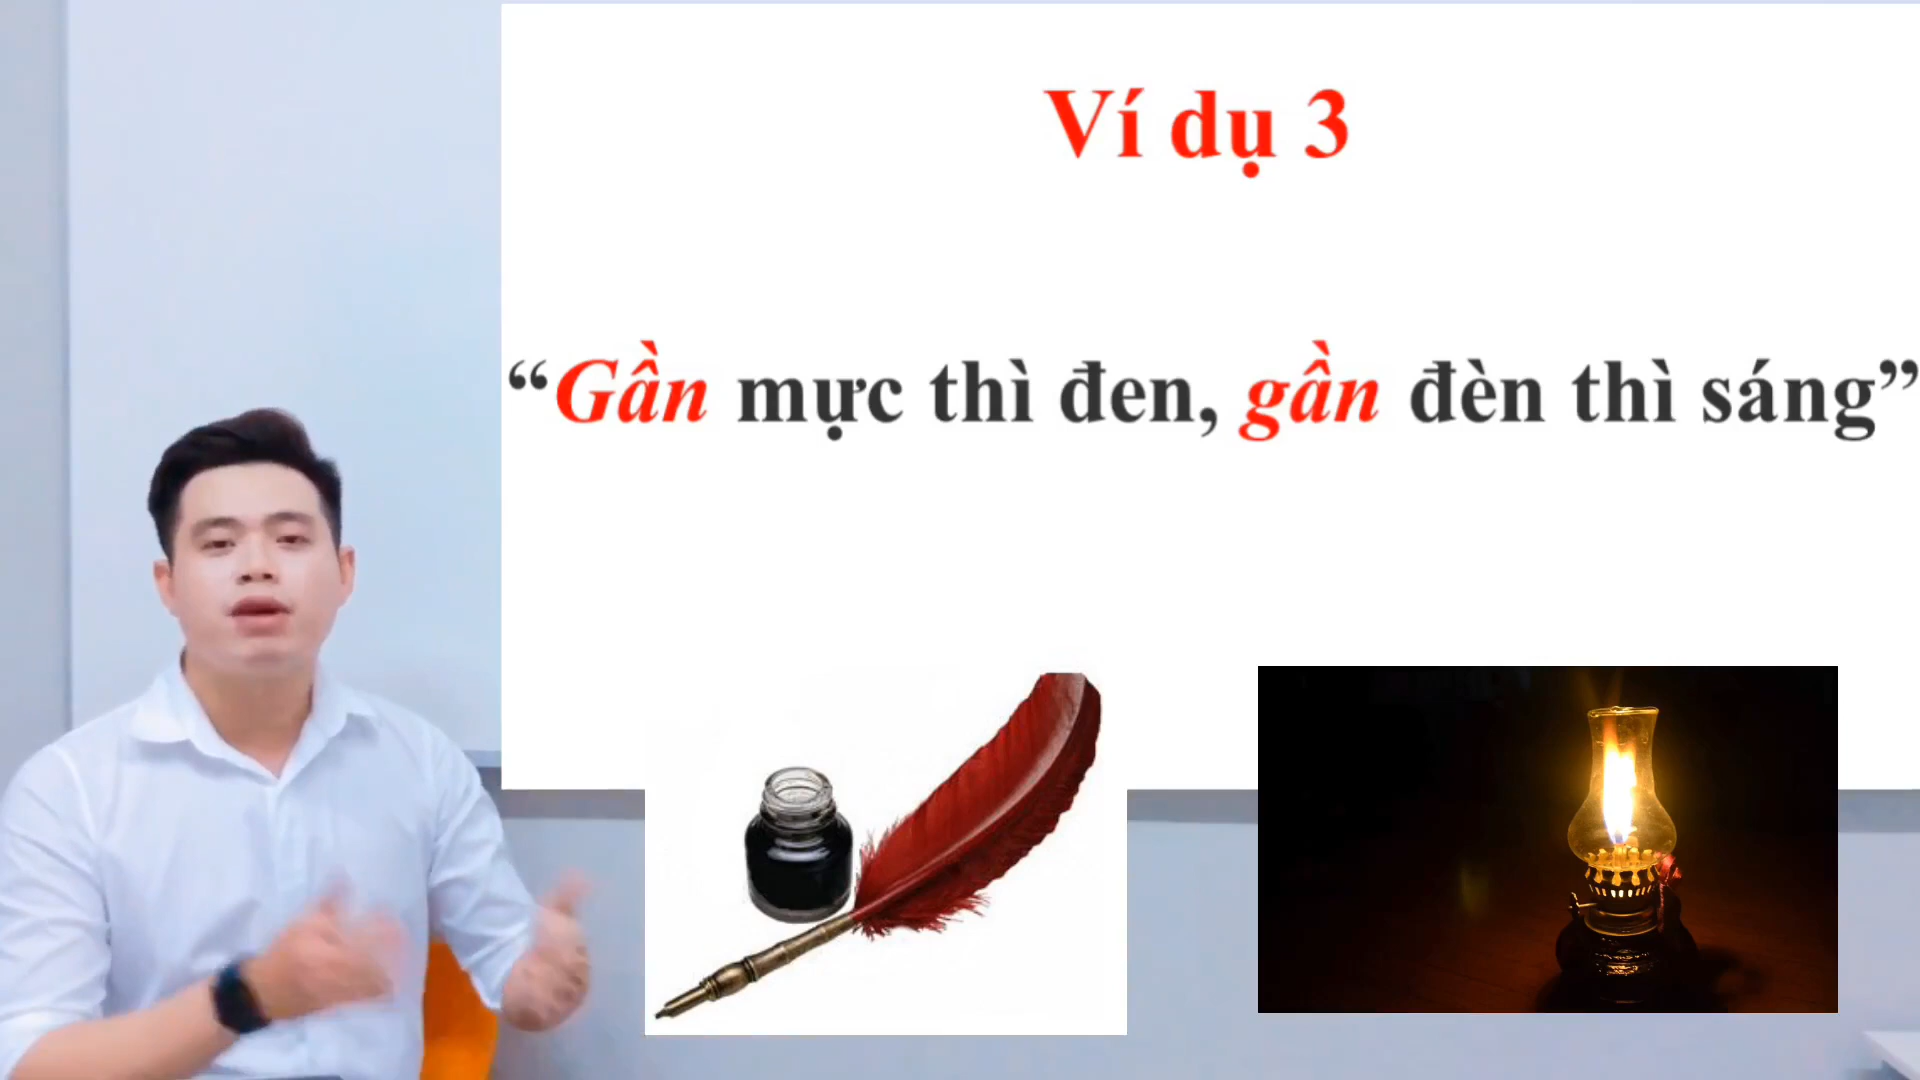 Ví dụ 3
“Gần mực thì đen, gần đèn thì sáng”